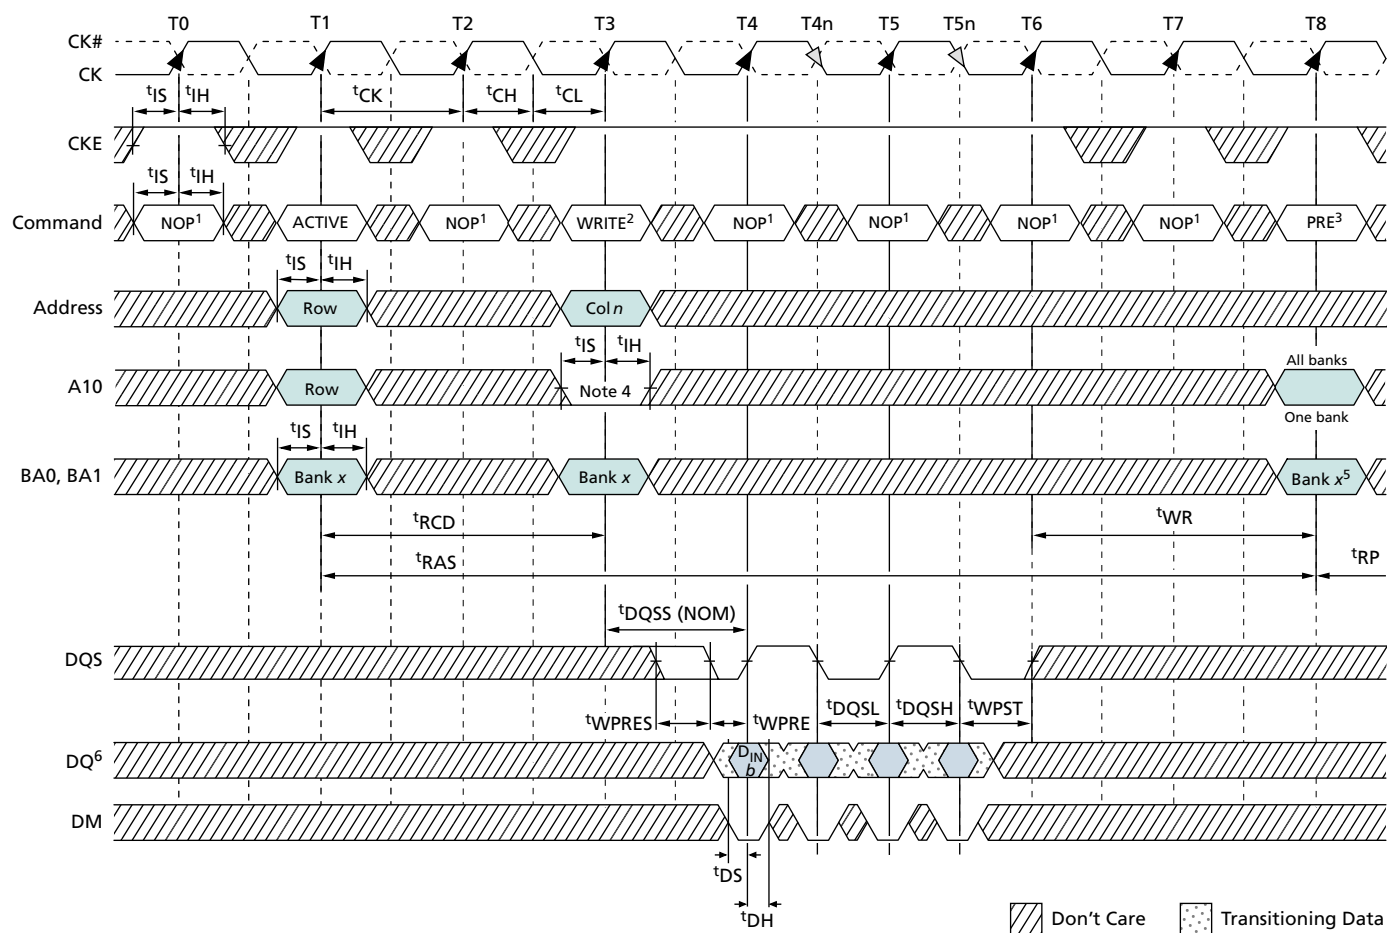 T0 T1 T2 T3 T4 T4n T5 T5n T6 T7 T8
CK#
CK
tIS tIH tCK tCH tCL
CKE
tIS tIH
Command NOP1 ACTIVE NOP1 WRITE2 NOP1 NOP1 NOP1 NOP1 PRE3
tIS tIH
Address Row Col n
tIS tIH
All banks
A10 Row Note 4
One bank
tIS tIH
BA0, BA1 Bank x Bank x Bank x5
tRCD tWR
tRAS tRP
tDQSS (NOM)
DQS
tWPRES tWPRE tDQSL tDQSH tWPST
DQ6 DIN
b
DM
tDS
tDH
Don't Care Transitioning Data